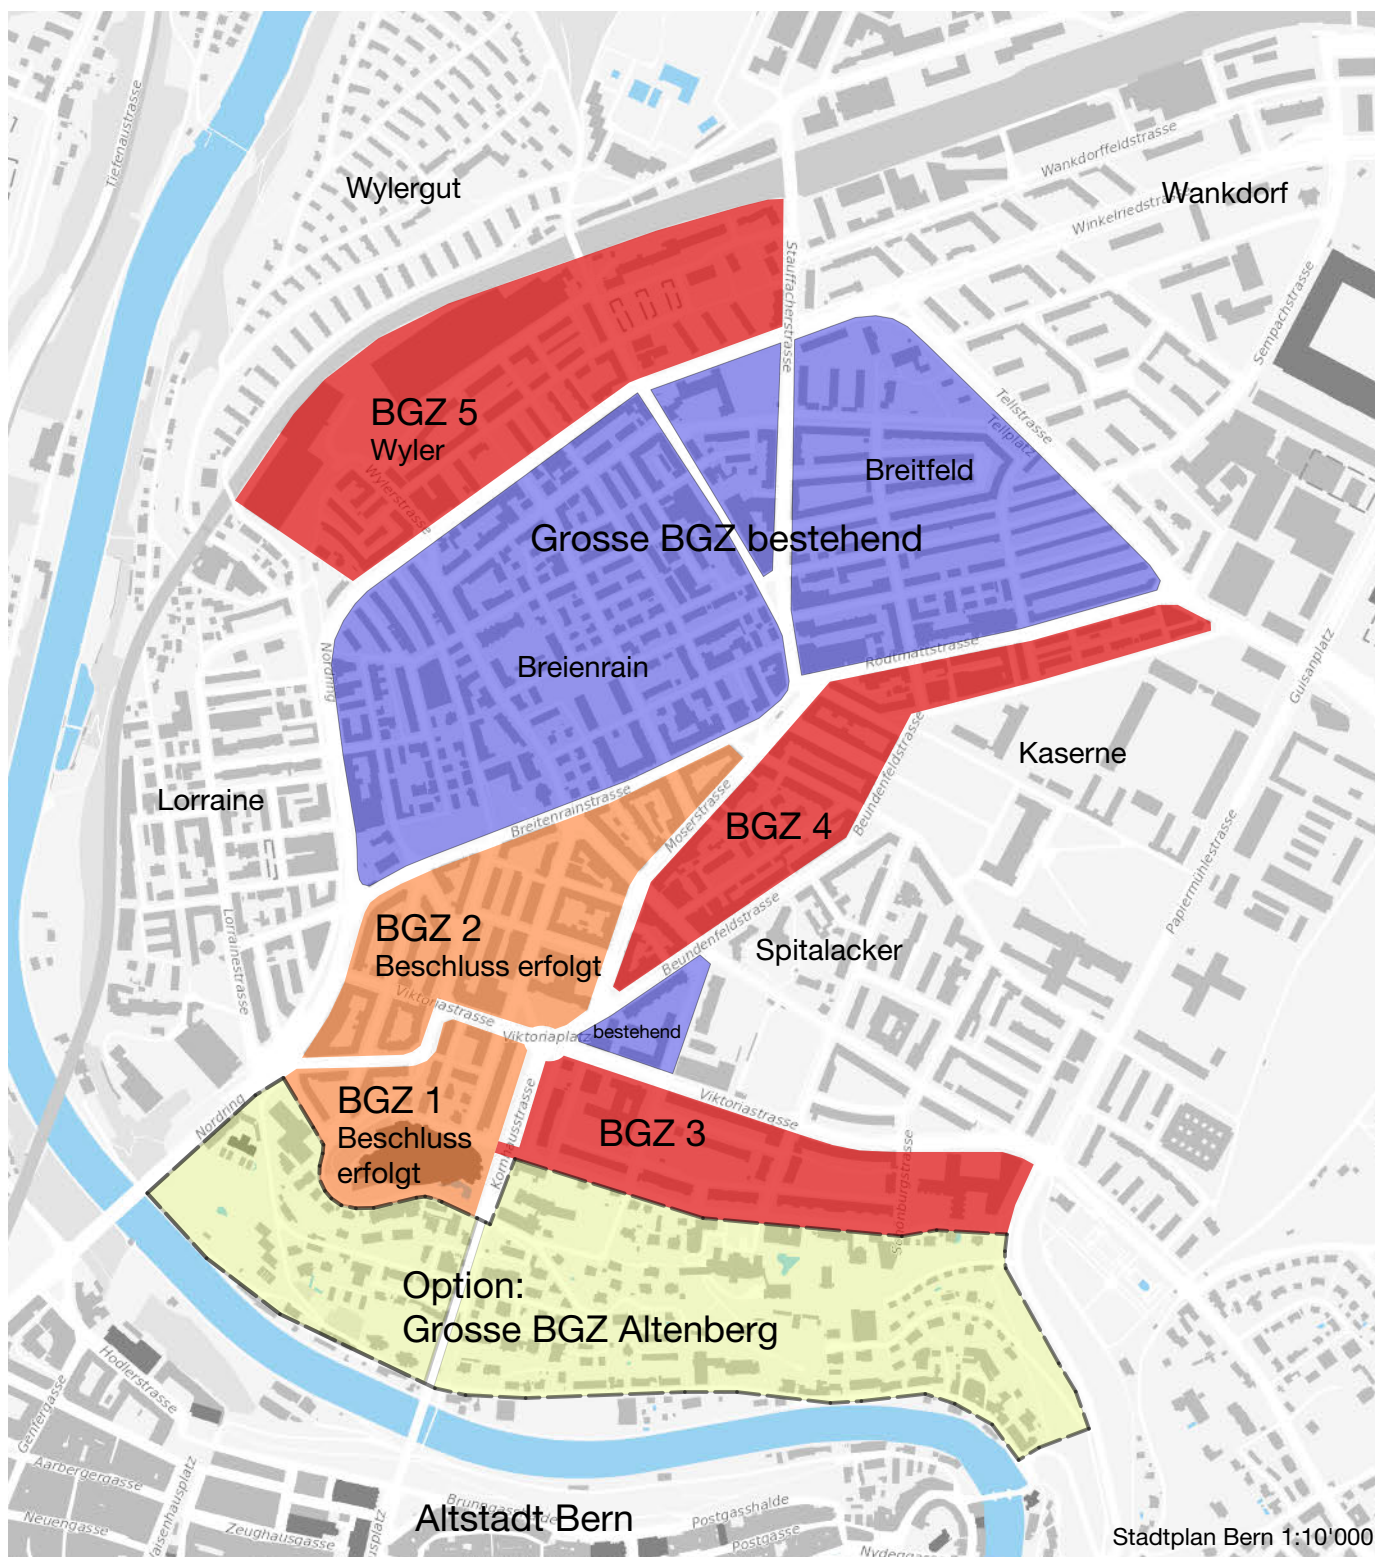 Tiefenaustrasse
Wylergut
Wankdorffeldstrasse
Wankdorf
Winkelriedstrasse
Stauffacherstrasse
Sempachstrasse
BGZ 5
Wyler
Wylerstrasse
Tellstrasse
Tellplatz
Breitfeld
Grosse BGZ bestehend
Nordring
Breienrain
Rodtmattstrasse
Guisanplatz
Kaserne
Lorraine
Breitenrainstrasse
Moserstrasse
BGZ 4
Beundenfeldstrasse
Papiermühlestrasse
Lorrainestrasse
BGZ 2
Beschluss erfolgt
Beundenfeldstrasse
Spitalacker
Viktoriastrasse
Viktoriaplatz
bestehend
Nordring
BGZ 1
Beschluss
erfolgt
Kornhausstrasse
Viktoriastrasse
BGZ 3
Schönburgstrasse
Option:
Grosse BGZ Altenberg
Hodlerstrasse
Genfergasse
Aarbergergasse
Neuengasse
Waisenhausplatz
Zeughausgasse
Altstadt Bern
Postgasshalde
Postgasse
Stadtplan Bern 1:10'000